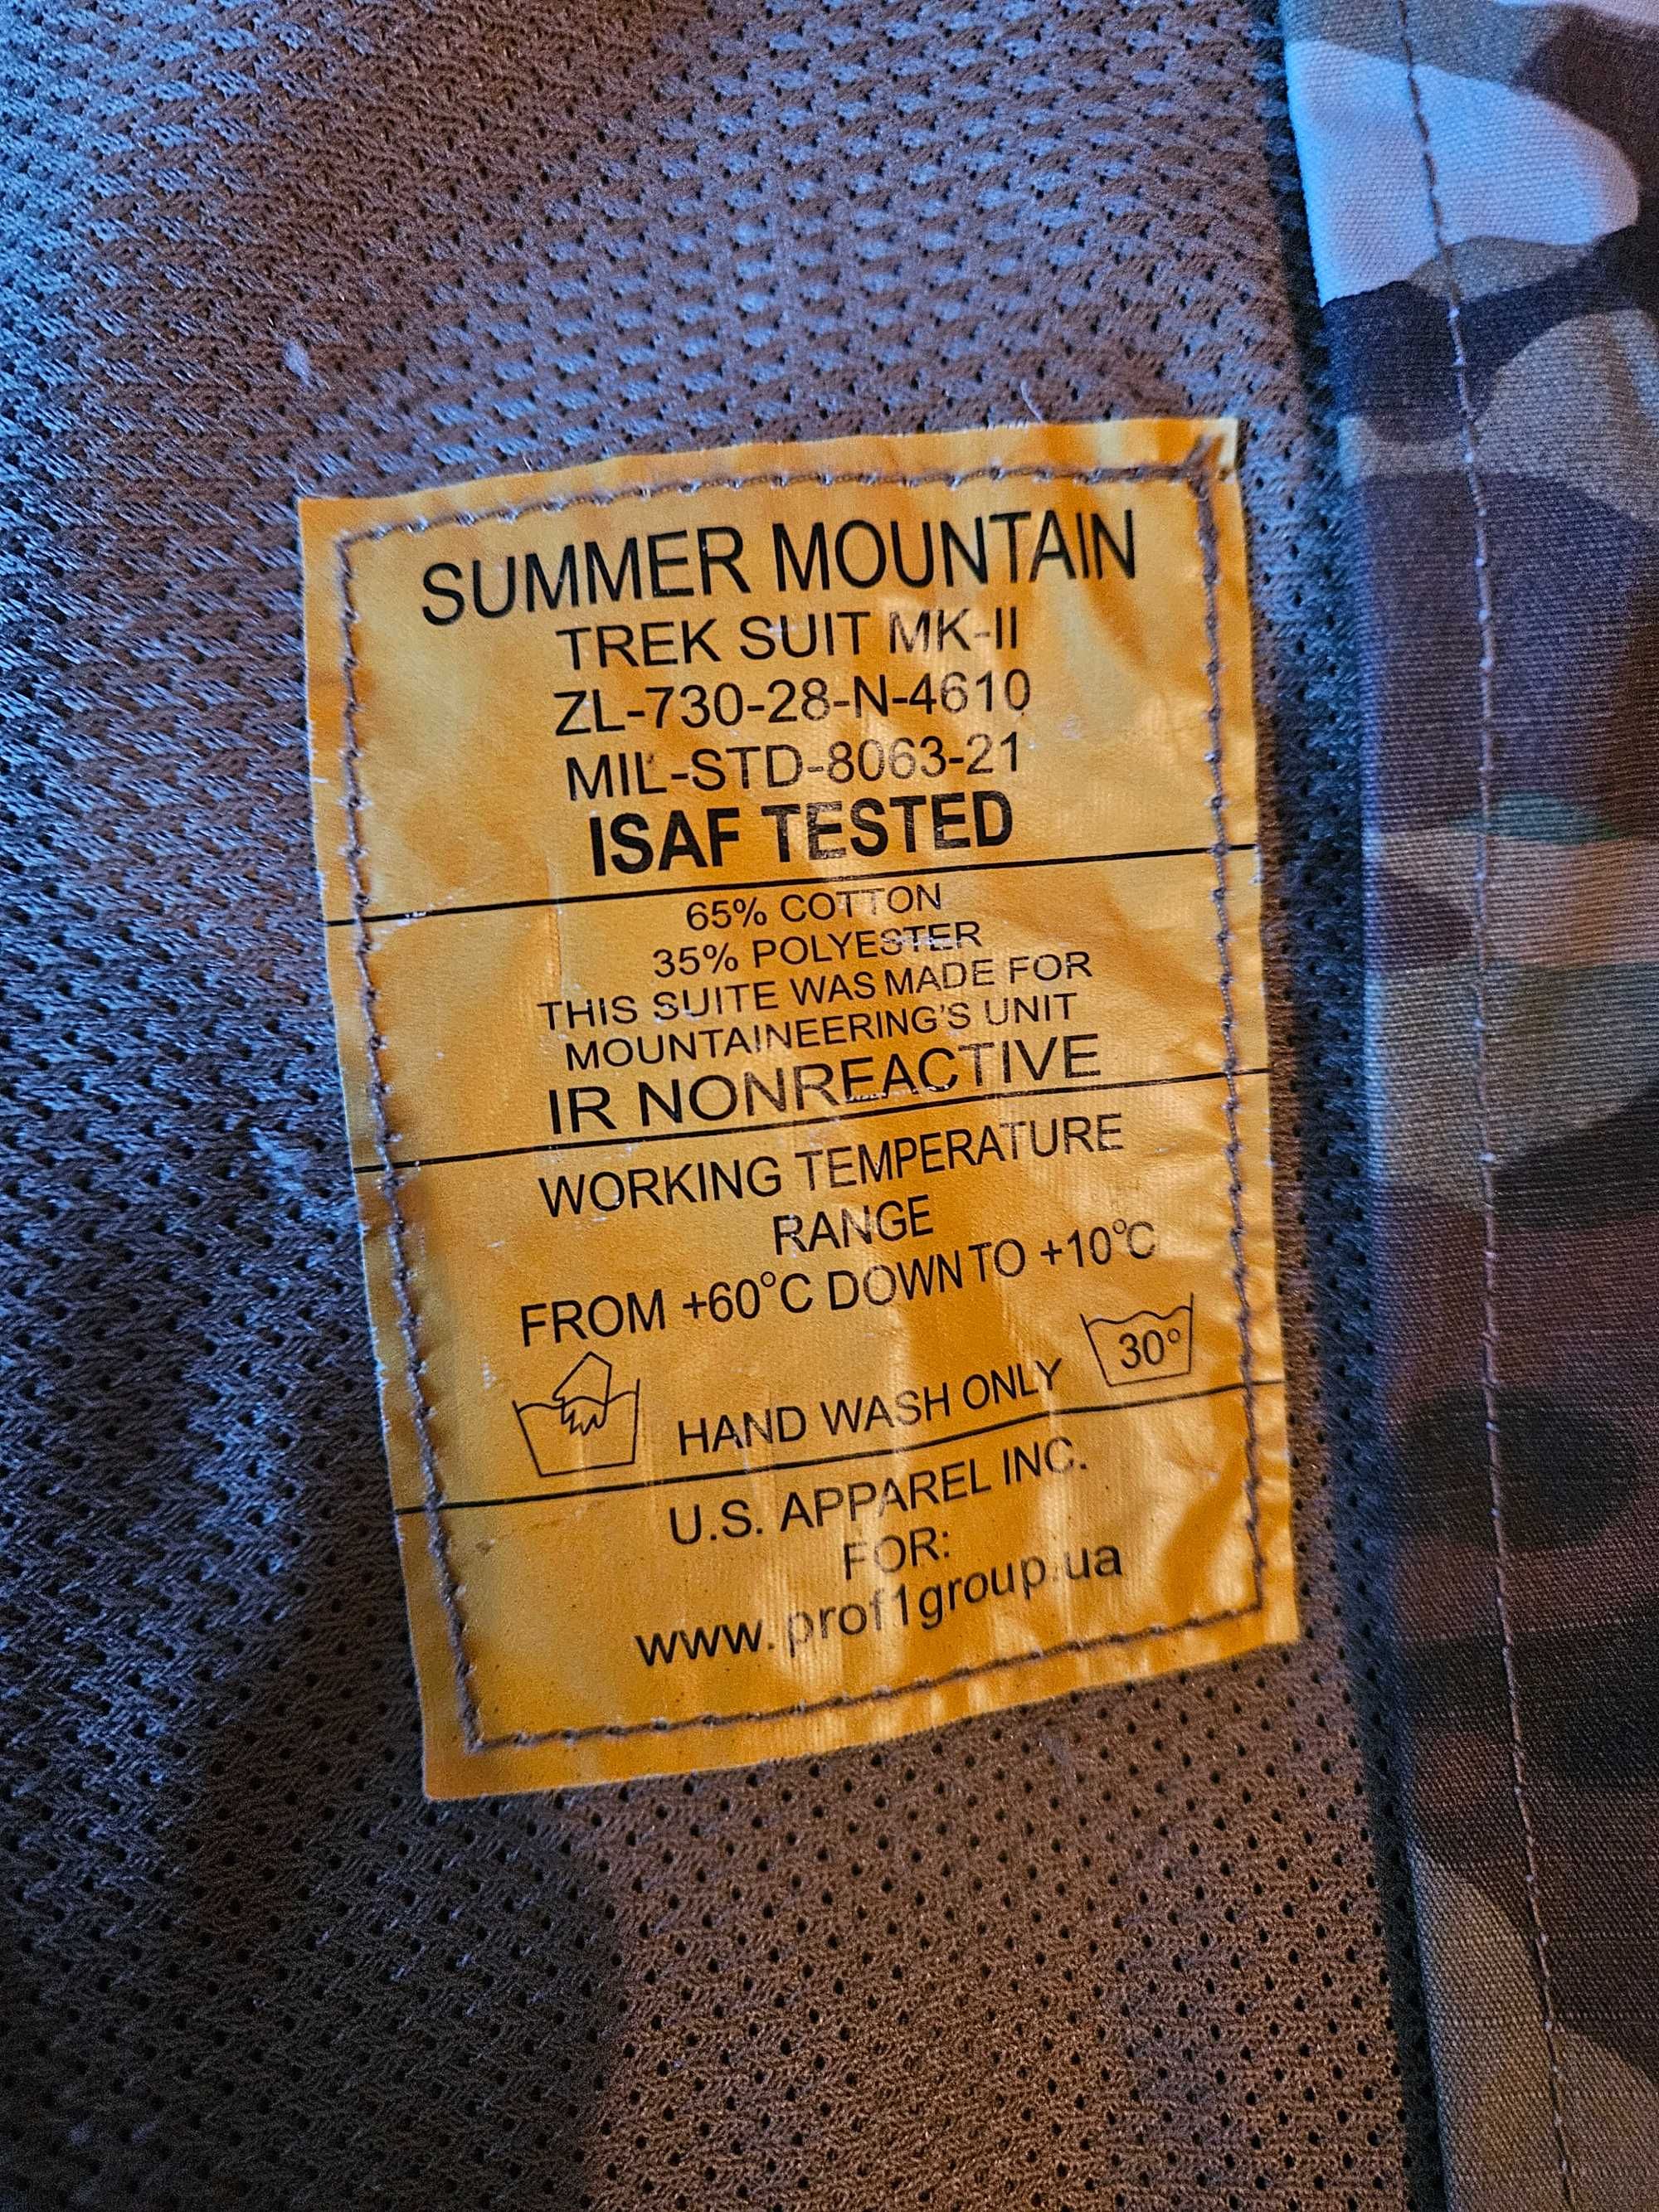 SUMMER MOUNTAIN
TREK SUIT MK-II
ZL-730-28-N-4610
MIL-STD-8063-21
ISAF TESTED
65% COTTON
35% POLYESTER
THIS SUITE WAS MADE FOR
MOUNTAINEERING'S UNIT
IR NONREACTIVE
WORKING TEMPERATURE
RANGE
FROM +60°C DOWN TO +10°C
HAND WASH ONLY 30°
U.S. APPAREL INC.
FOR:
www.prof1group.ua